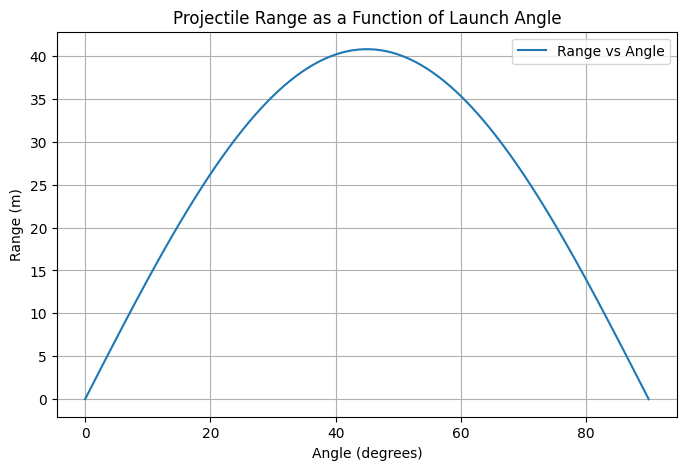 Projectile Range as a Function of Launch Angle
Range vs Angle
Range (m)
40
35
30
25
20
15
10
5
0
0 20 40 60 80
Angle (degrees)